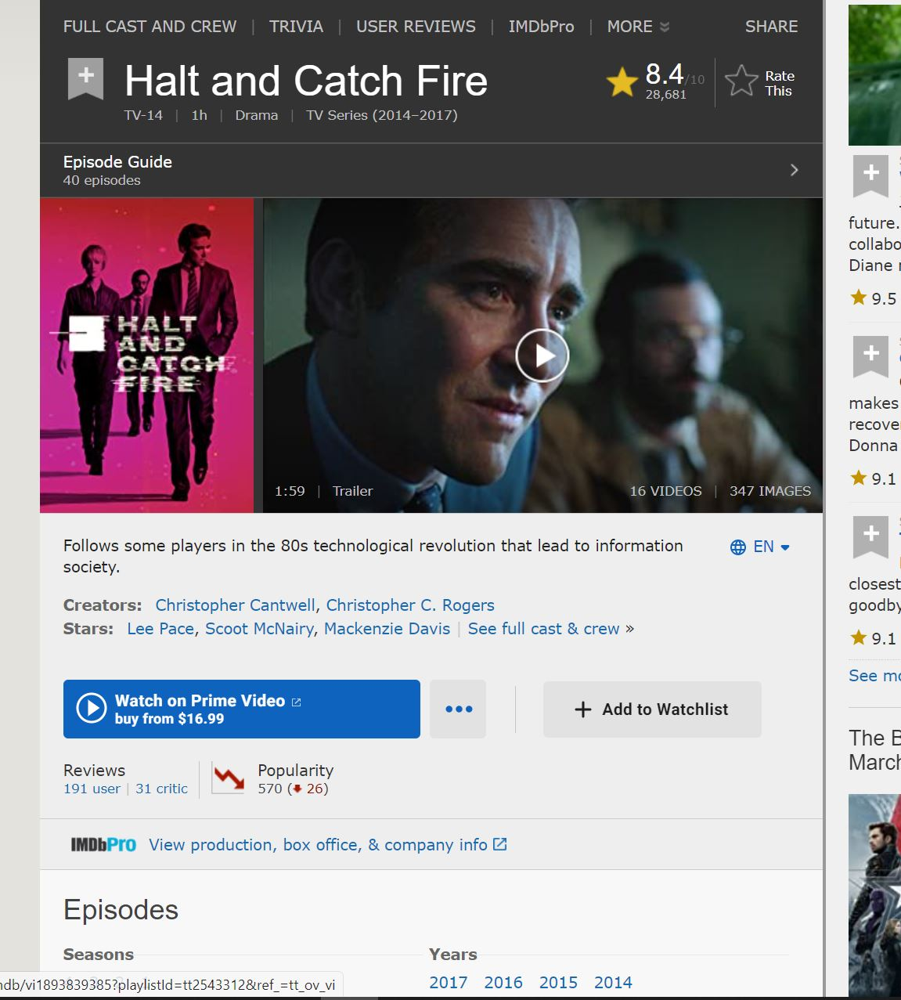 FULL CAST AND CREW | TRIVIA | USER REVIEWS | IMDbPro | MORE SHARE
Halt and Catch Fire
8.4/10
28,681
Rate
This
TV-14 | 1h | Drama | TV Series (2014–2017)
Episode Guide
40 episodes
HALT
AND
CATCH
FIRE
1:59 | Trailer
16 VIDEOS | 347 IMAGES
Follows some players in the 80s technological revolution that lead to information
society.
EN
Creators: Christopher Cantwell, Christopher C. Rogers
Stars: Lee Pace, Scoot McNairy, Mackenzie Davis | See full cast & crew »
Watch on Prime Video
buy from $16.99
Add to Watchlist
Reviews
191 user | 31 critic
Popularity
570 (26)
IMDbPro View production, box office, & company info
Episodes
Seasons
Years
2017 2016 2015 2014
ndb/vi1893839385?playlistId=tt2543312&ref_=tt_ov_vi
future.
collabo
Diane
9.5
makes
recove
Donna
9.1
closest
goodby
9.1
See mo
The B
March